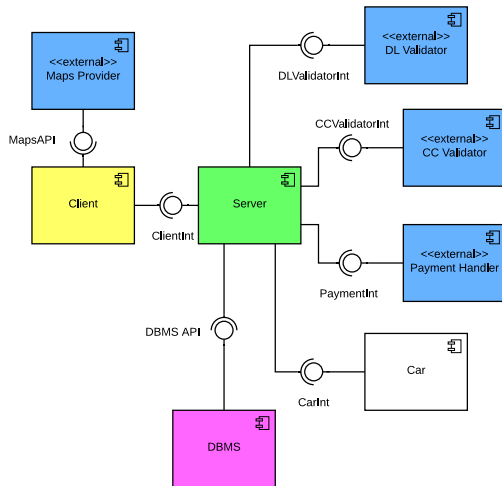 <<external>>
Maps Provider
<<external>>
DL Validator
DLValidatorInt
MapsAPI
CCValidatorInt
<<external>>
CC Validator
Client
ClientInt
Server
<<external>>
Payment Handler
PaymentInt
DBMS API
CarInt
Car
DBMS